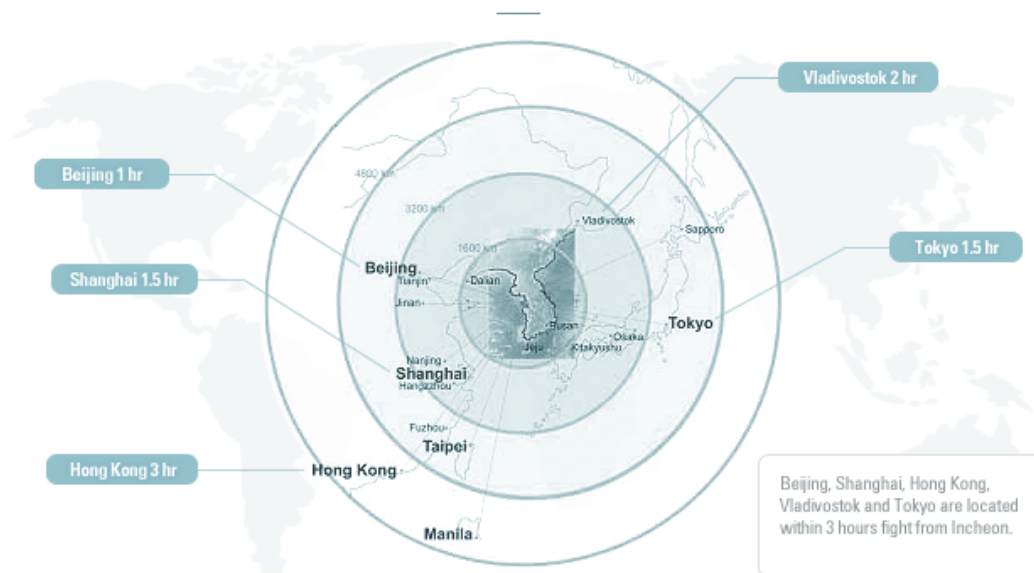 Vladivostok 2 hr
4800 km
Beijing 1 hr
3200 km
Vladivostok
Sapporo
1600 km
Tokyo 1.5 hr
Beijing
Tianjin
Dalian
Shanghai 1.5 hr
Jinan
Busan
Tokyo
Osaka
Jeju
Kitakyushu
Nanjing
Shanghai
Hangzzhou
Fuzhou
Taipei
Hong Kong 3 hr
Hong Kong
Manila
Beijing, Shanghai, Hong Kong,
Vladivostok and Tokyo are located
within 3 hours fight from Incheon.